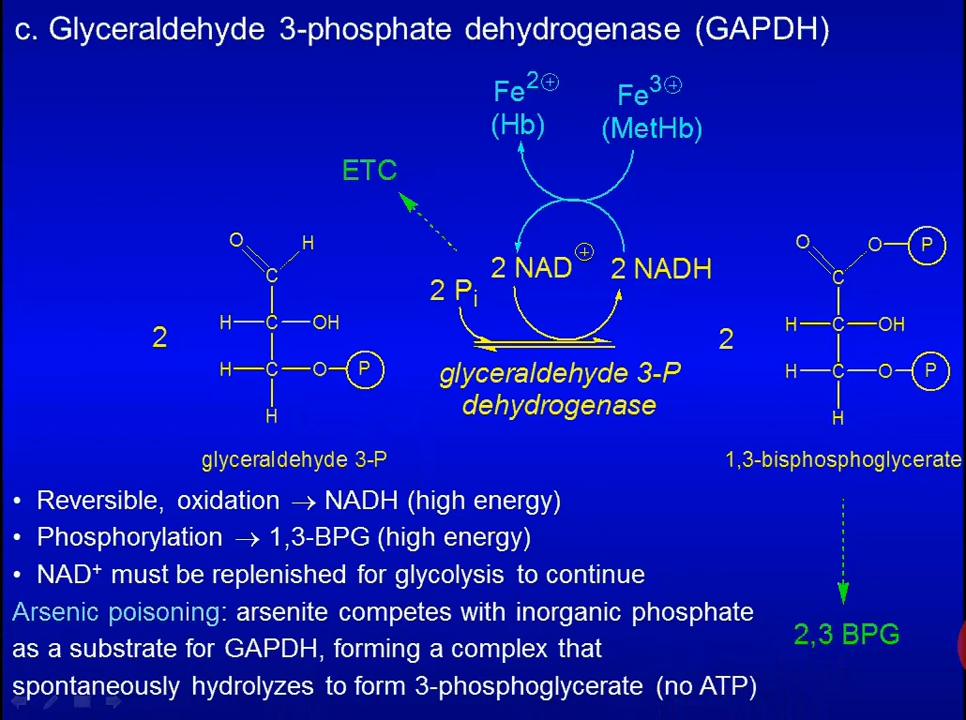 c. Glyceraldehyde 3-phosphate dehydrogenase (GAPDH)
Fe2⊕ Fe3⊕
(Hb) (MetHb)
ETC
O H
C
H C OH
H C O P
H
2
2 Pi
2 NAD⊕ 2 NADH
glyceraldehyde 3-P
dehydrogenase
2
O O P
C
H C OH
H C O P
H
glyceraldehyde 3-P
1,3-bisphosphoglycerate
• Reversible, oxidation → NADH (high energy)
• Phosphorylation → 1,3-BPG (high energy)
• NAD+ must be replenished for glycolysis to continue
Arsenic poisoning: arsenite competes with inorganic phosphate
as a substrate for GAPDH, forming a complex that
spontaneously hydrolyzes to form 3-phosphoglycerate (no ATP)
2,3 BPG